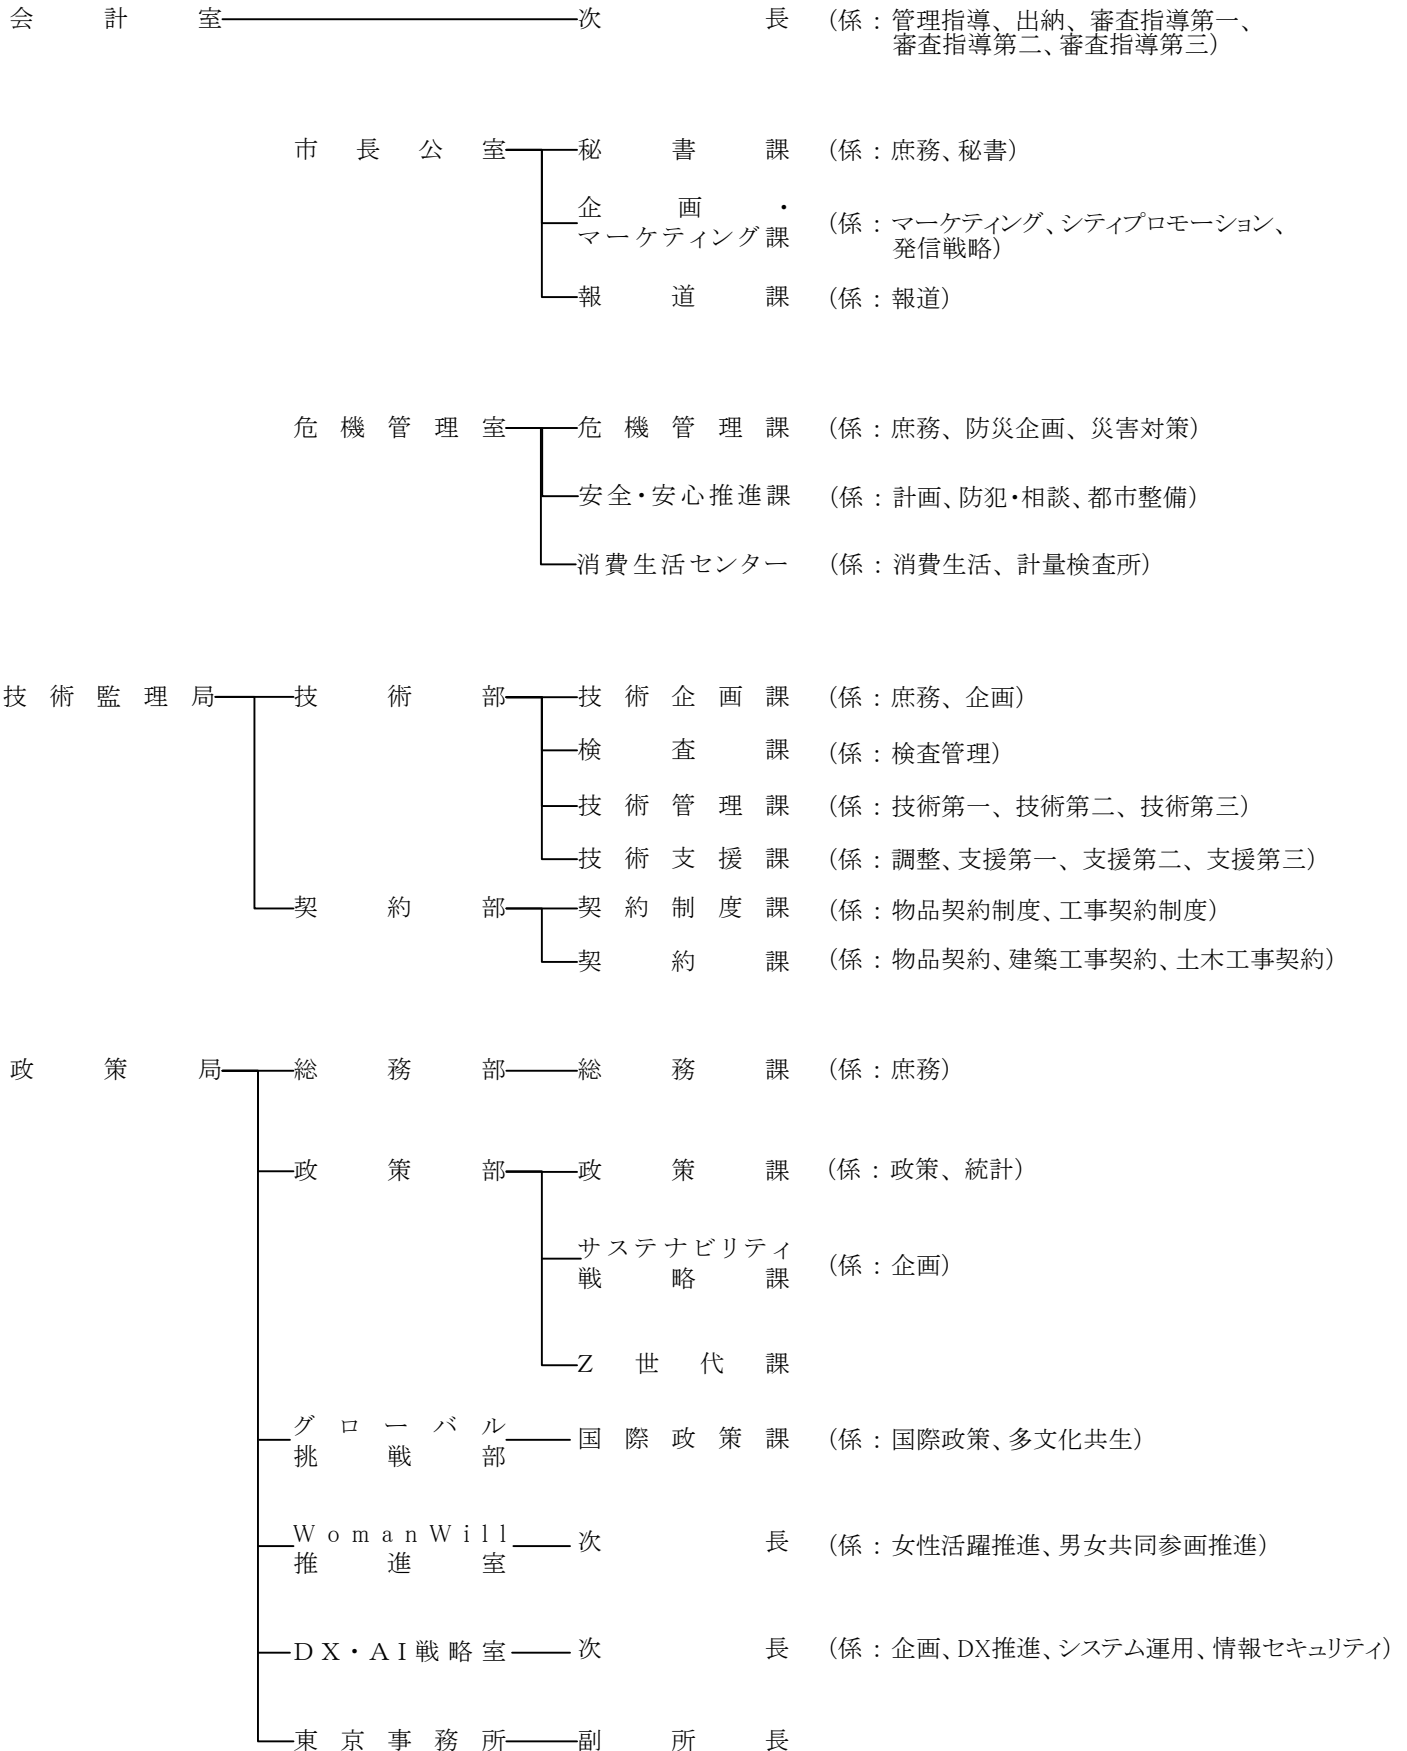 会計室 次長 (係：管理指導、出納、審査指導第一、
審査指導第二、審査指導第三)
市長公室 秘書課 (係：庶務、秘書)
企画・
マーケティング課 (係：マーケティング、シティプロモーション、
発信戦略)
報道課 (係：報道)
危機管理室 危機管理課 (係：庶務、防災企画、災害対策)
安全・安心推進課 (係：計画、防犯・相談、都市整備)
消費生活センター (係：消費生活、計量検査所)
技術監理局 技術部 技術企画課 (係：庶務、企画)
検査課 (係：検査管理)
技術管理課 (係：技術第一、技術第二、技術第三)
技術支援課 (係：調整、支援第一、支援第二、支援第三)
契約部 契約制度課 (係：物品契約制度、工事契約制度)
契約課 (係：物品契約、建築工事契約、土木工事契約)
政策局 総務部 総務課 (係：庶務)
政策部 政策課 (係：政策、統計)
サステナビリティ
戦略課 (係：企画)
Z世代課
グローバル
挑戦部 国際政策課 (係：国際政策、多文化共生)
WomanWill
推進室 次長 (係：女性活躍推進、男女共同参画推進)
DX・AI戦略室 次長 (係：企画、DX推進、システム運用、情報セキュリティ)
東京事務所 副所長